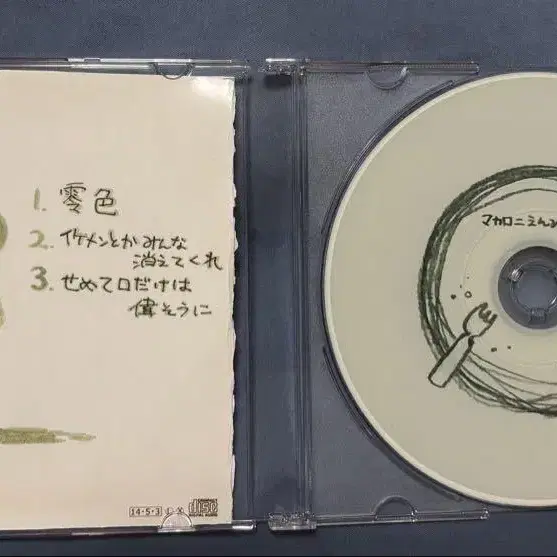 1. 零色
2. イケメンとかみんな
消えてくれ
3. せめて口だけは
偉そうに
14・5・3
disc
マカロニえん